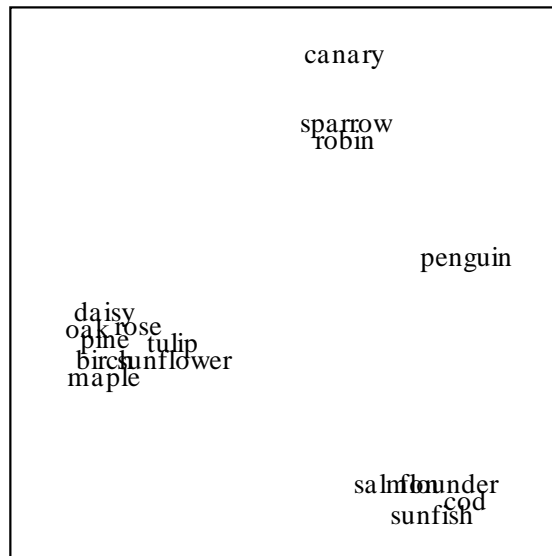 canary
sparrow
robin
penguin
daisy
oak rose
pine tulip
birch sunflower
maple
salmon flounder
cod
sunfish